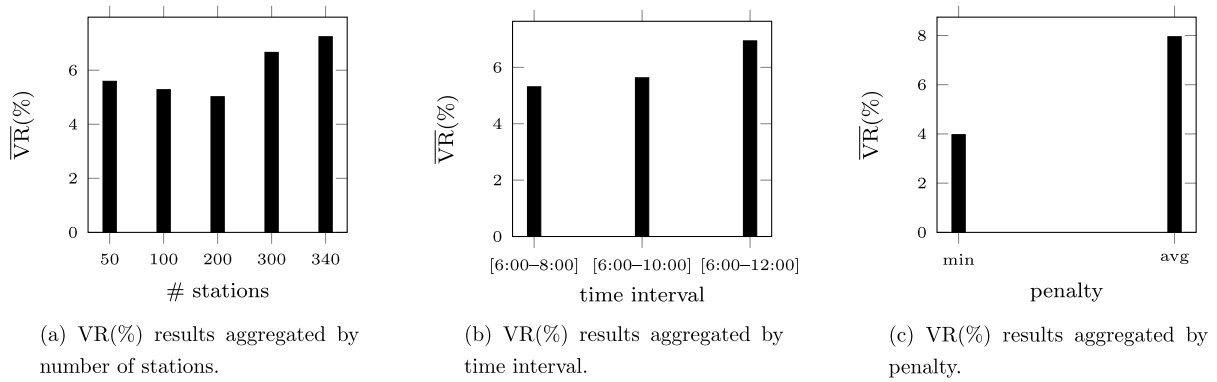 6
4
2
0
VR(%)
50 100 200 300 340
# stations
(a) VR(%) results aggregated by
number of stations.
6
4
2
0
VR(%)
[6:00–8:00] [6:00–10:00] [6:00–12:00]
time interval
(b) VR(%) results aggregated by
time interval.
8
6
4
2
0
VR(%)
min avg
penalty
(c) VR(%) results aggregated by
penalty.